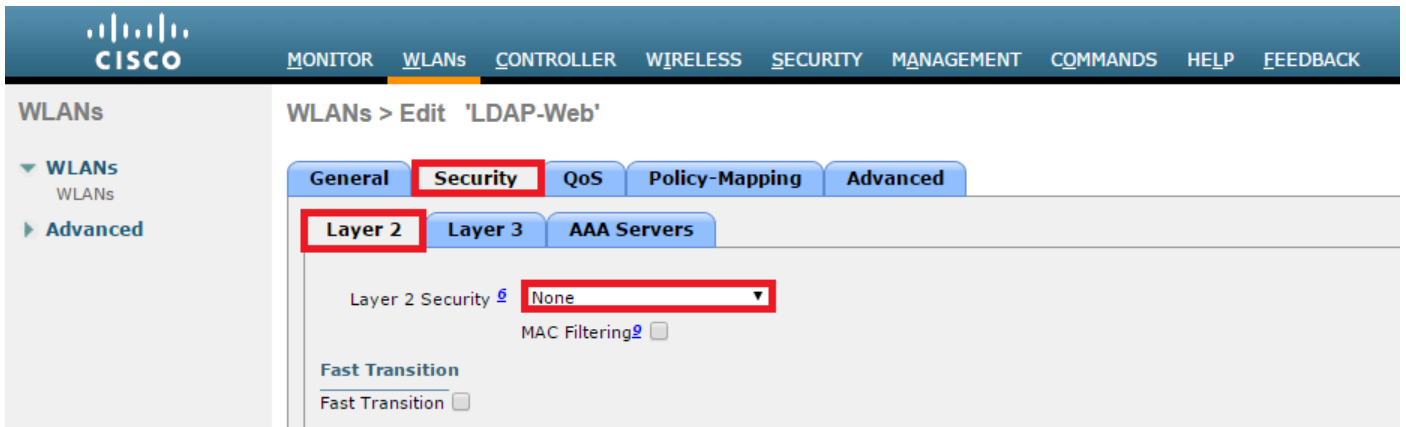 CISCO
MONITOR WLANs CONTROLLER WIRELESS SECURITY MANAGEMENT COMMANDS HELP FEEDBACK
WLANs
WLANs
WLANs
Advanced
WLANs > Edit 'LDAP-Web'
General Security QoS Policy-Mapping Advanced
Layer 2 Layer 3 AAA Servers
Layer 2 Security 6 None
MAC Filtering9
Fast Transition
Fast Transition